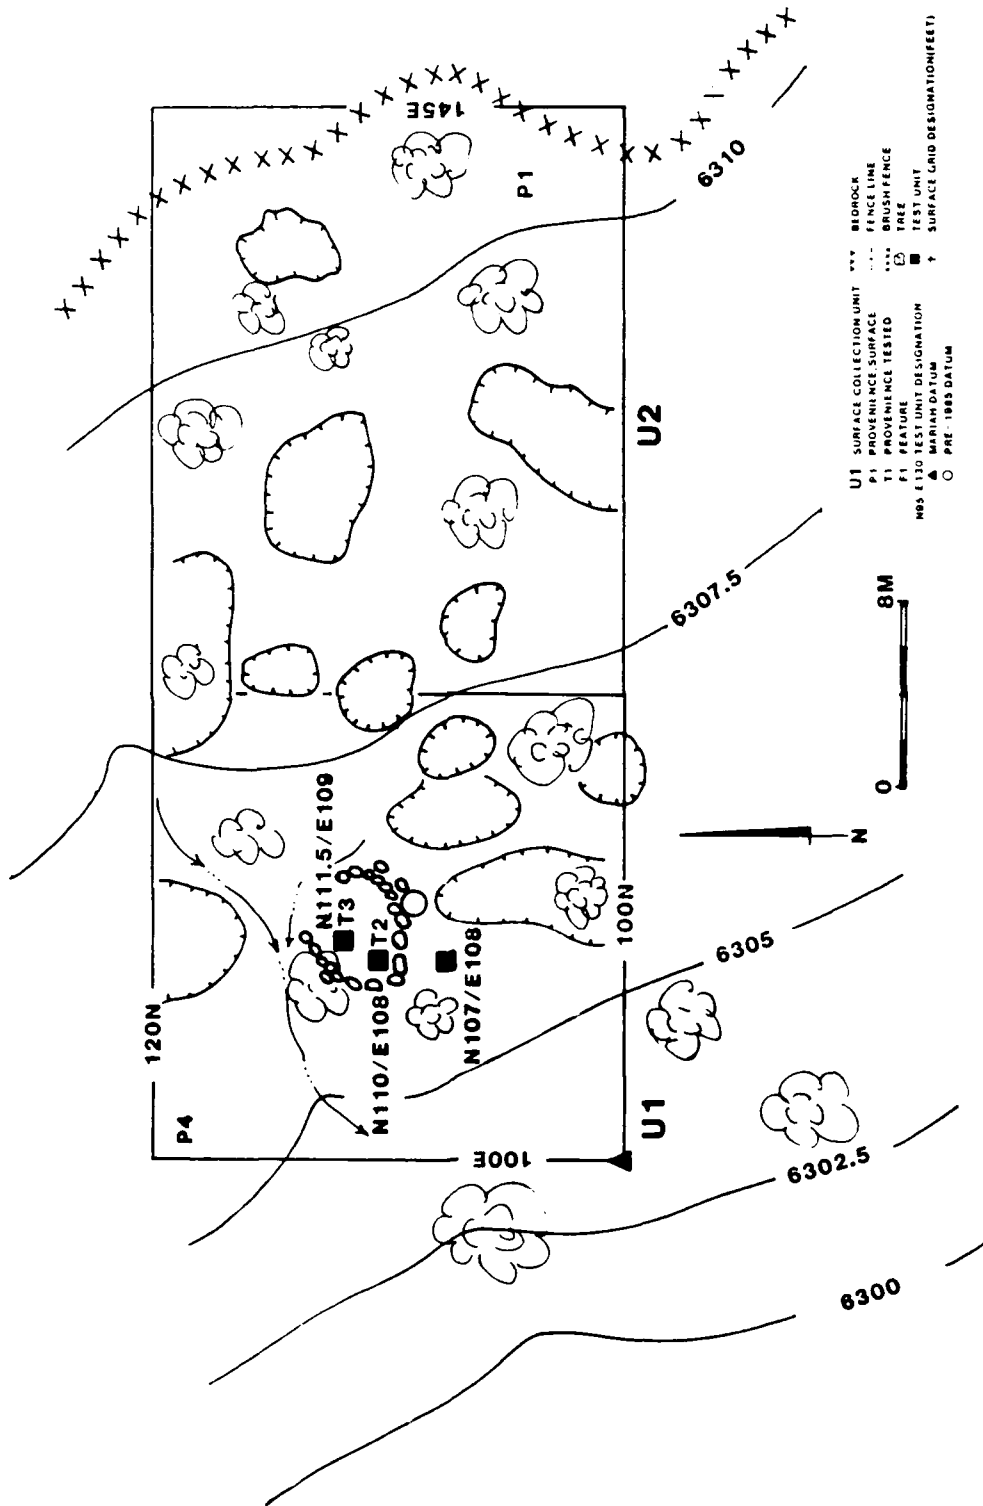 120N
P4
100E
145E
P1
N111.5/E109
T3
T2
D
N110/E108
N107/E108
100N
U1
U2
6310
6307.5
6305
6302.5
6300
N
0 8M
U1 SURFACE COLLECTION UNIT
P1 PROVENIENCE, SURFACE
T1 PROVENIENCE TESTED
F1 FEATURE
N95 E130 TEST UNIT DESIGNATION
MARIAH DATUM
PRE-1985 DATUM
BEDROCK
FENCE LINE
BRUSH FENCE
TREE
TEST UNIT
SURFACE GRID DESIGNATION (FEET)